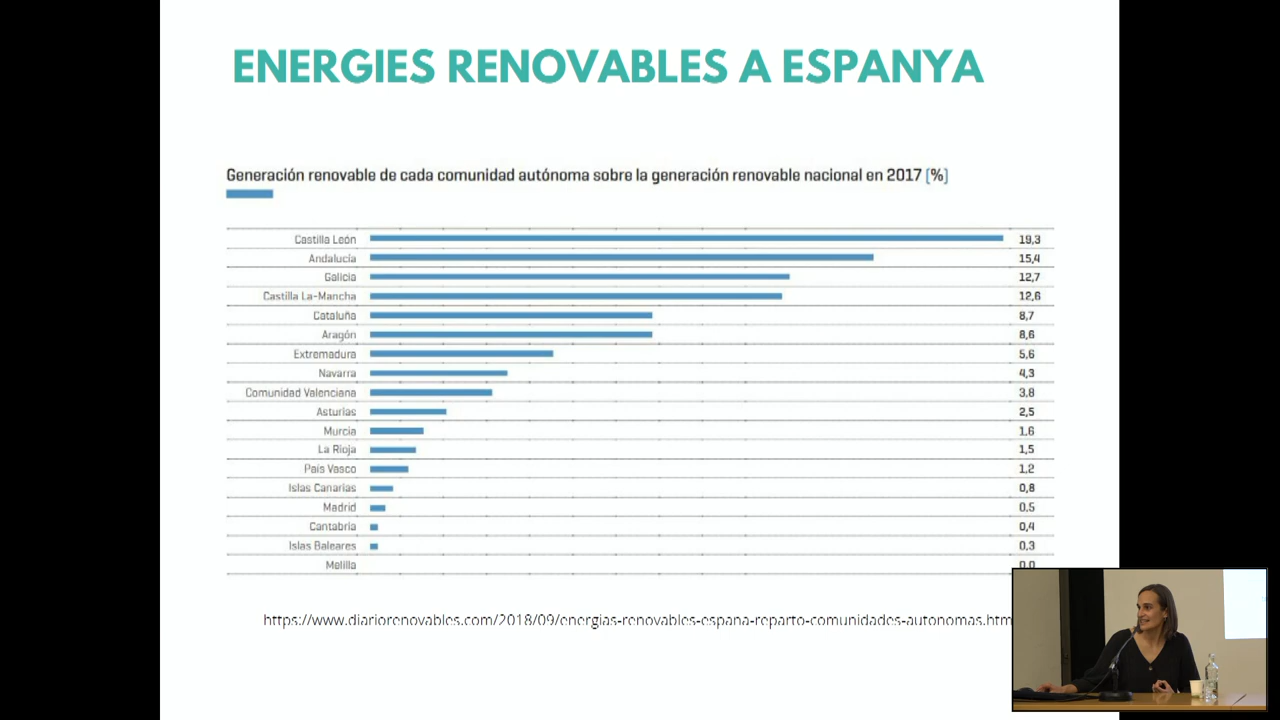 ENERGIES RENOVABLES A ESPANYA
Generación renovable de cada comunidad autónoma sobre la generación renovable nacional en 2017 (%)
Castilla León 19,3
Andalucía 15,4
Galicia 12,7
Castilla La-Mancha 12,6
Cataluña 8,7
Aragón 8,6
Extremadura 5,6
Navarra 4,3
Comunidad Valenciana 3,8
Asturias 2,5
Murcia 1,6
La Rioja 1,5
País Vasco 1,2
Islas Canarias 0,8
Madrid 0,5
Cantabria 0,4
Islas Baleares 0,3
Melilla 0,0
https://www.diariorenovables.com/2018/09/energias-renovables-espana-reparto-comunidades-autonomas.htm